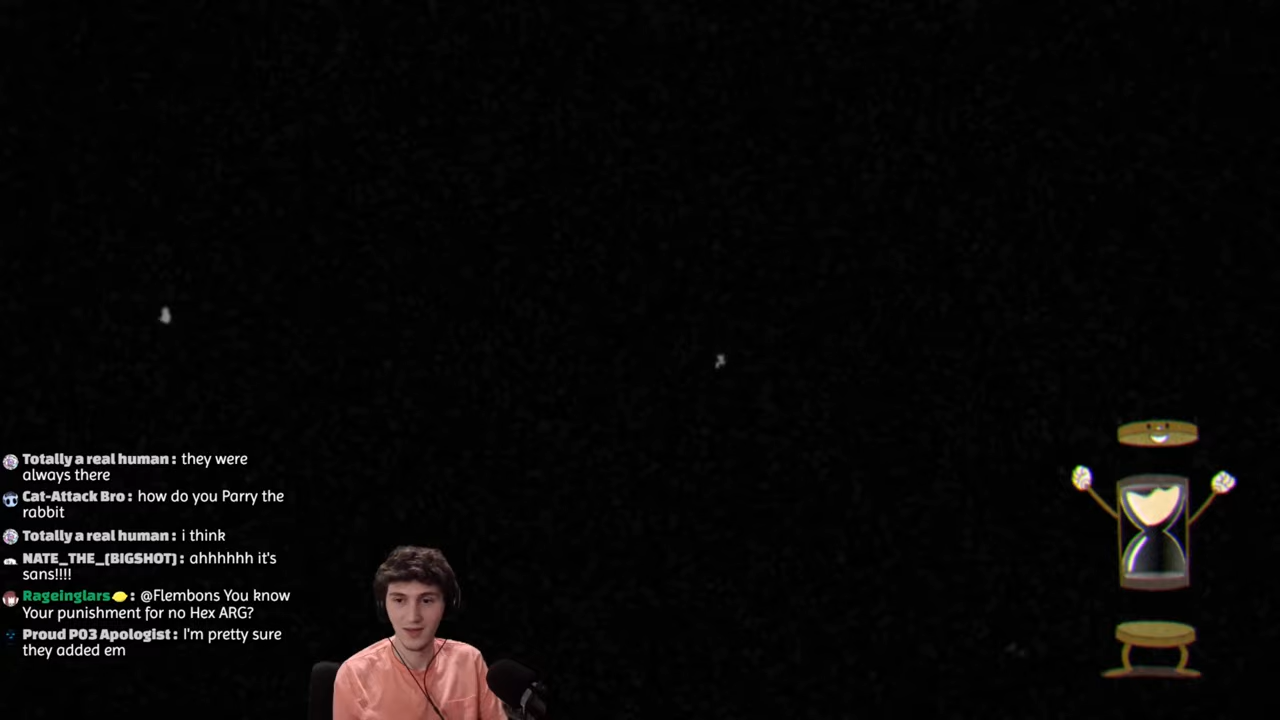 Totally a real human : they were
always there
Cat-Attack Bro : how do you Parry the
rabbit
Totally a real human : i think
NATE_THE_[BIGSHOT] : ahhhhhh it's
sans!!!!
Rageinglars🍋 : @Flembons You know
Your punishment for no Hex ARG?
Proud P03 Apologist : I'm pretty sure
they added em